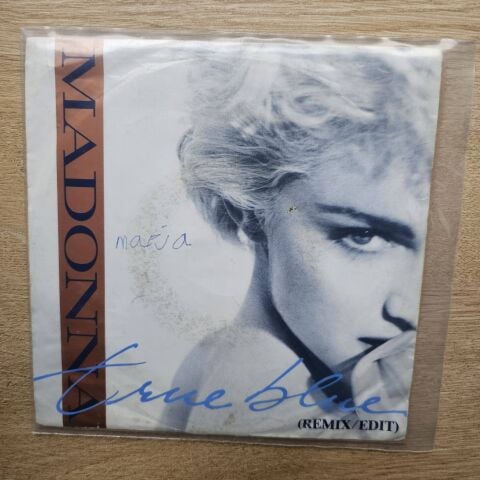 MADONNA
maria
true blue
(REMIX/EDIT)